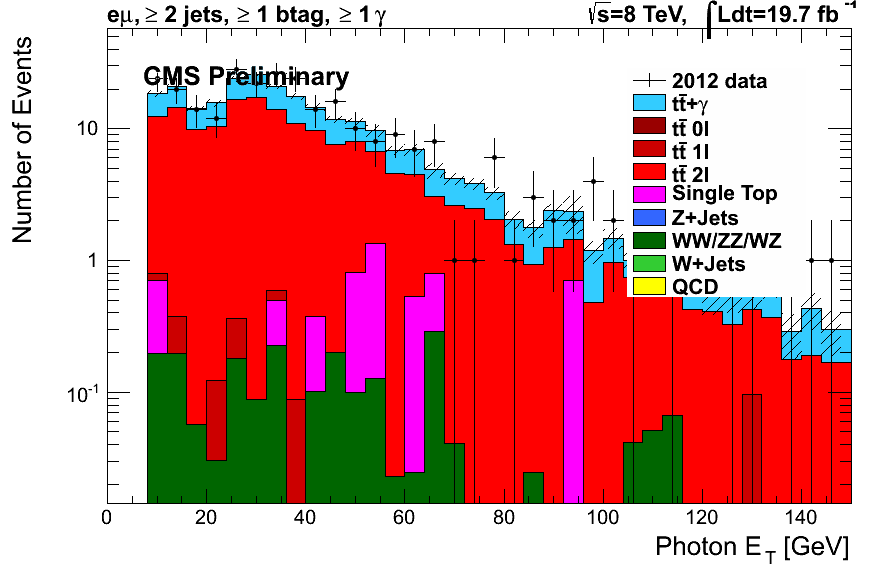 eμ, ≥ 2 jets, ≥ 1 btag, ≥ 1 γ √s=8 TeV, ∫Ldt=19.7 fb⁻¹
CMS Preliminary
2012 data
tt̄+γ
tt̄ 0l
tt̄ 1l
tt̄ 2l
Single Top
Z+Jets
WW/ZZ/WZ
W+Jets
QCD
Number of Events
10
1
10⁻¹
0 20 40 60 80 100 120 140
Photon E_T [GeV]